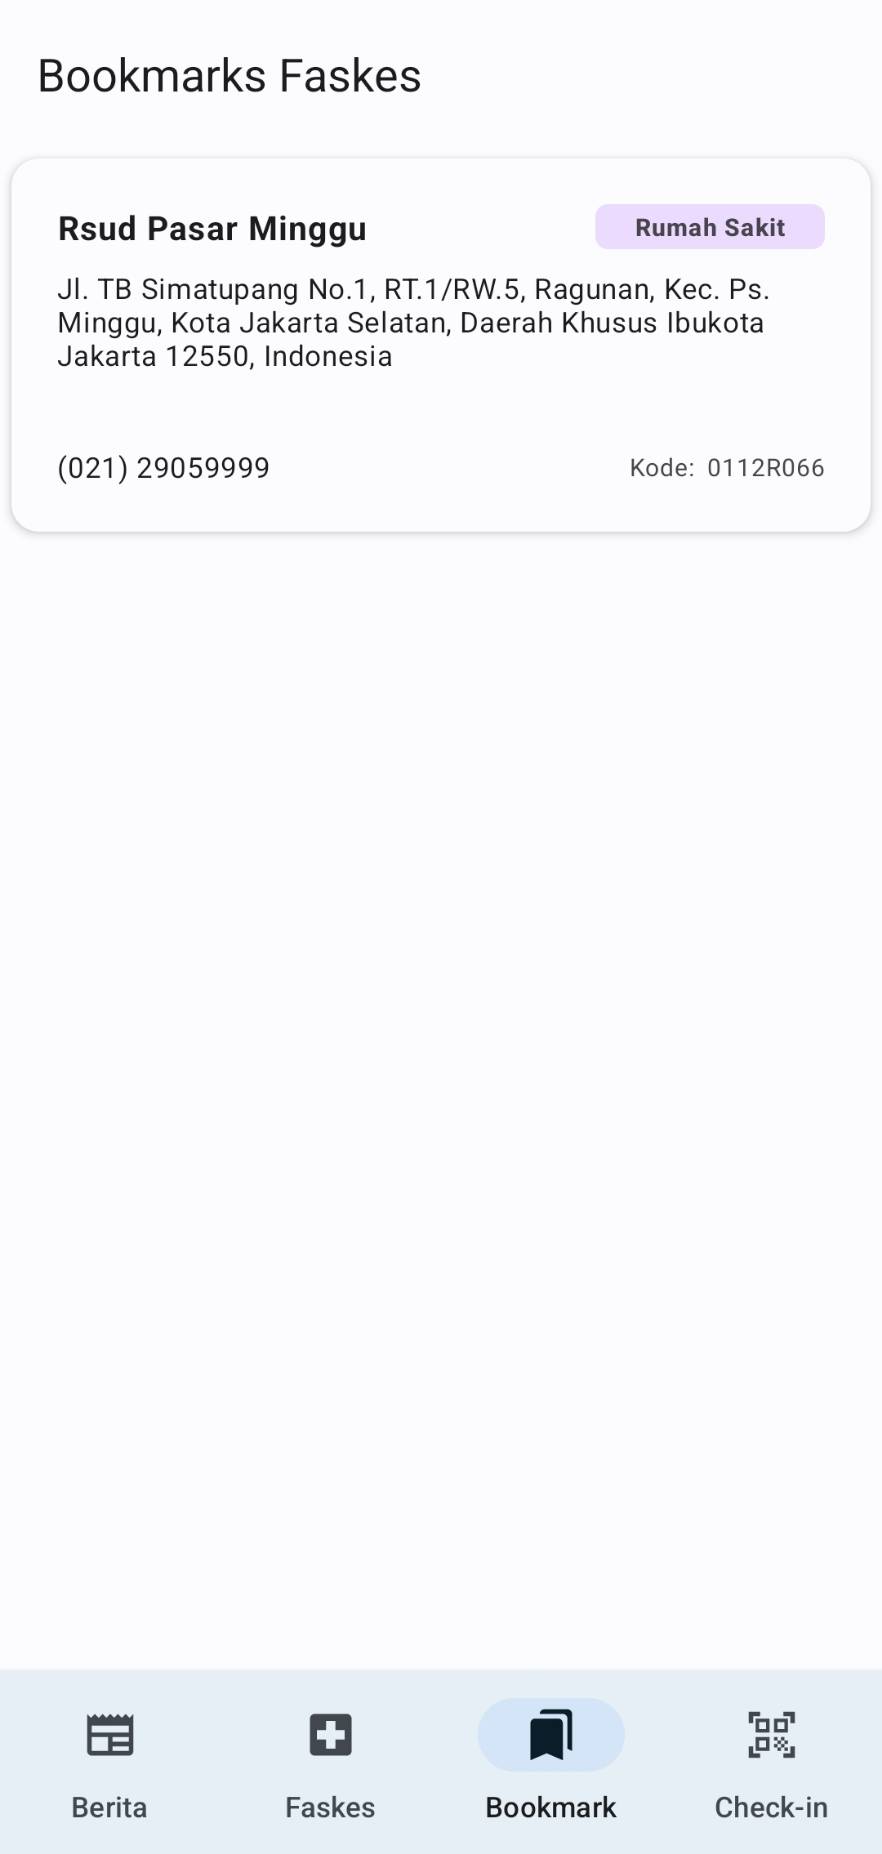 Bookmarks Faskes
Rsud Pasar Minggu
Rumah Sakit
Jl. TB Simatupang No.1, RT.1/RW.5, Ragunan, Kec. Ps.
Minggu, Kota Jakarta Selatan, Daerah Khusus Ibukota
Jakarta 12550, Indonesia
(021) 29059999
Kode: 0112R066
Berita
Faskes
Bookmark
Check-in